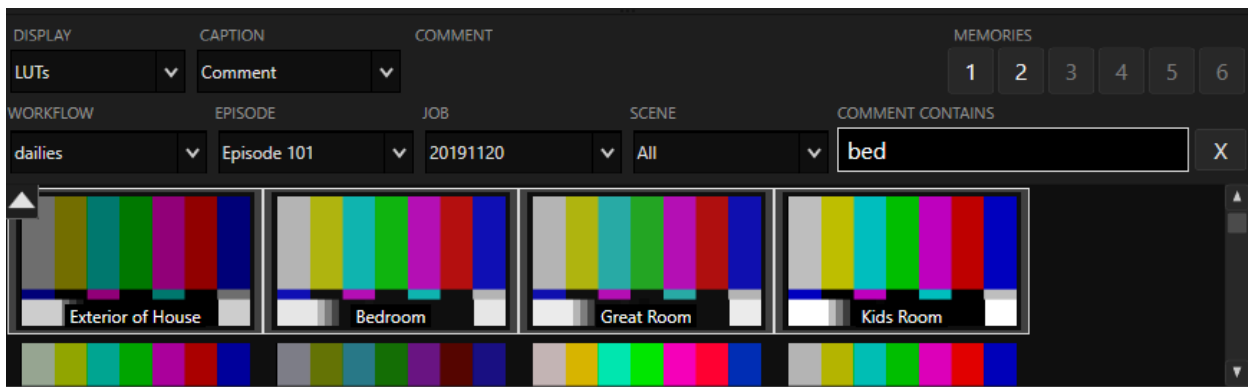 DISPLAY CAPTION COMMENT MEMORIES
LUTs Comment 1 2 3 4 5 6
WORKFLOW EPISODE JOB SCENE COMMENT CONTAINS
dailies Episode 101 20191120 All bed X
Exterior of House Bedroom Great Room Kids Room